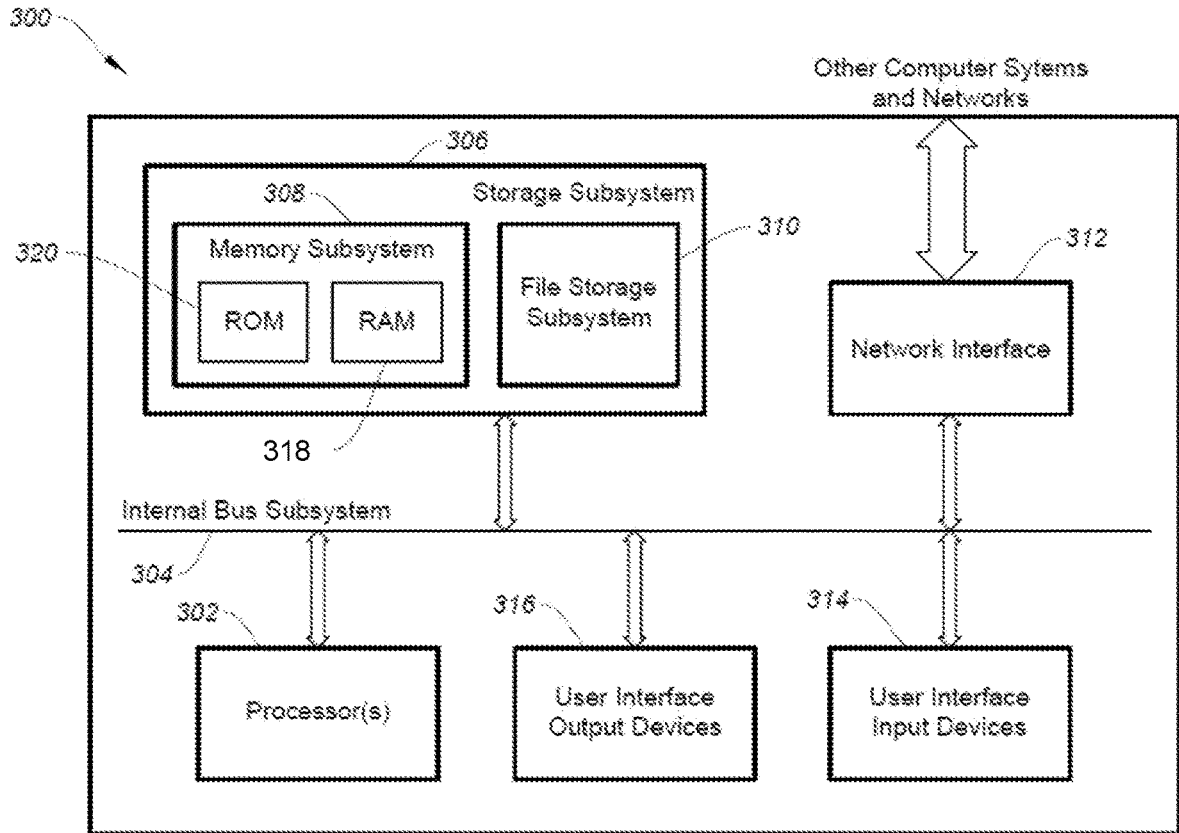 300
Other Computer Sytems
and Networks
306
308
Storage Subsystem
310
320
Memory Subsystem
312
File Storage
Subsystem
ROM
RAM
Network Interface
318
Internal Bus Subsystem
304
302
316
314
Processor(s)
User Interface
Output Devices
User Interface
Input Devices